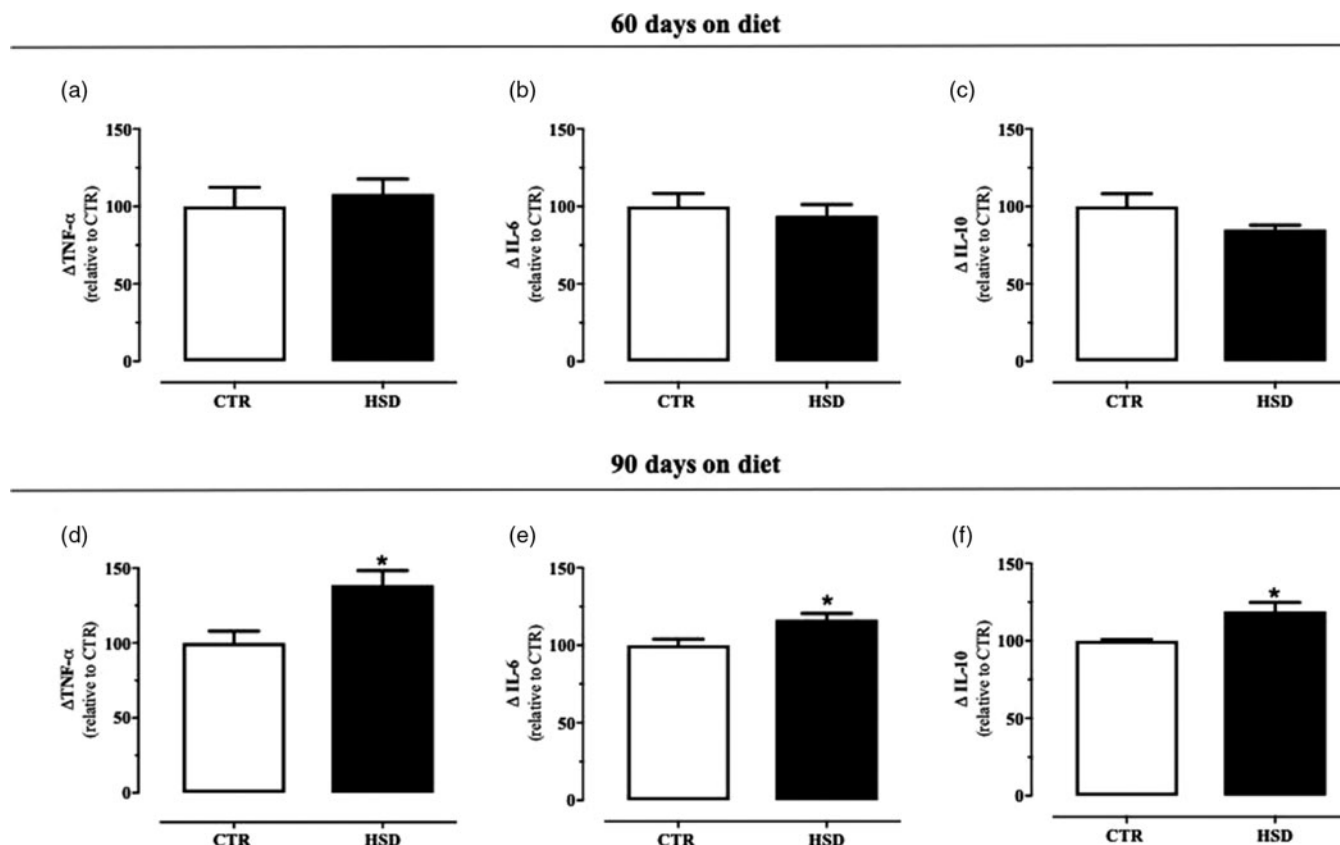 60 days on diet
(a)
150
100
50
0
ΔTNF-α
(relative to CTR)
CTR HSD
(b)
150
100
50
0
Δ IL-6
(relative to CTR)
CTR HSD
(c)
150
100
50
0
Δ IL-10
(relative to CTR)
CTR HSD
90 days on diet
(d)
150
100
50
0
ΔTNF-α
(relative to CTR)
*
CTR HSD
(e)
150
100
50
0
Δ IL-6
(relative to CTR)
*
CTR HSD
(f)
150
100
50
0
Δ IL-10
(relative to CTR)
*
CTR HSD